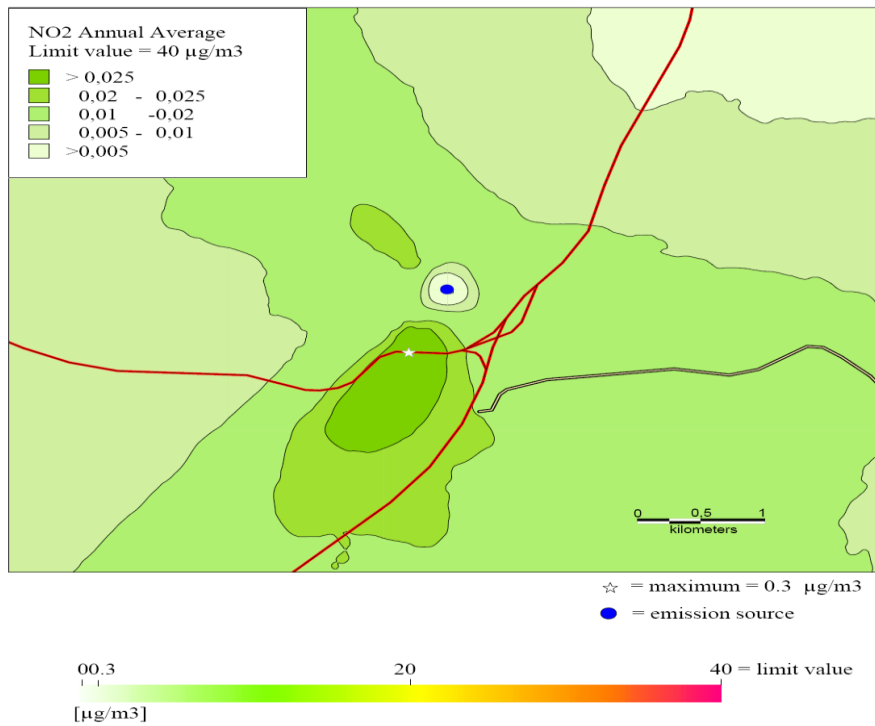 NO2 Annual Average
Limit value = 40 µg/m3
> 0,025
0,02 - 0,025
0,01 -0,02
0,005 - 0,01
>0,005
0 0,5 1
kilometers
= maximum = 0.3 µg/m3
= emission source
00.3 20 40 = limit value
[µg/m3]